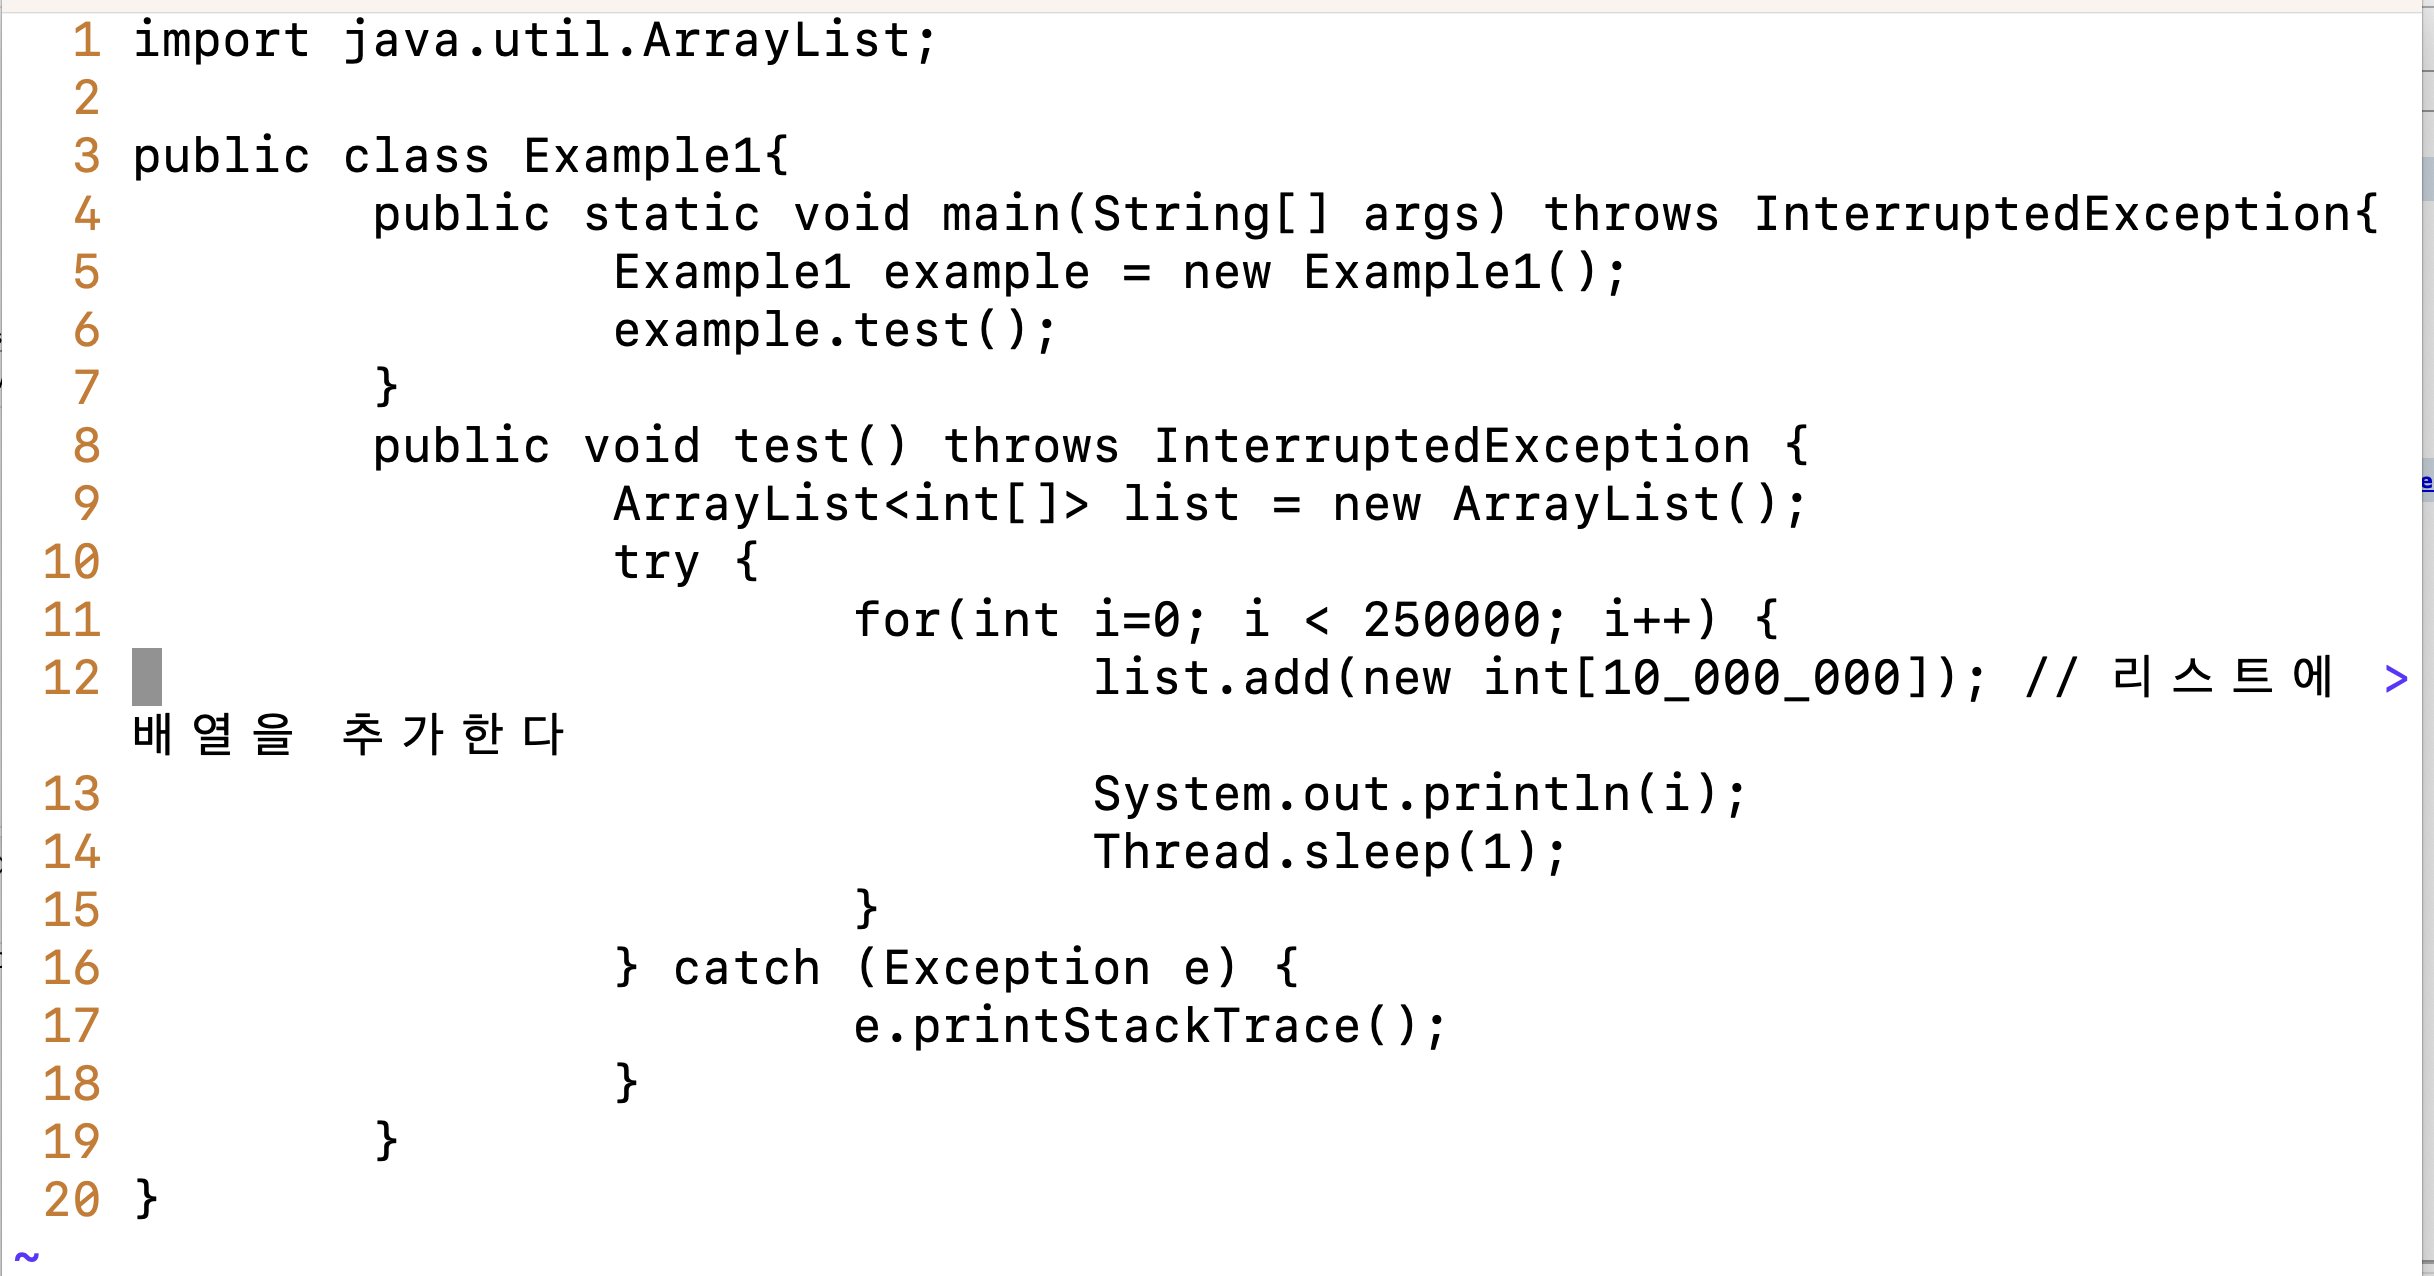 1 import java.util.ArrayList;
2
3 public class Example1{
4         public static void main(String[] args) throws InterruptedException{
5                 Example1 example = new Example1();
6                 example.test();
7         }
8         public void test() throws InterruptedException {
9                 ArrayList<int[]> list = new ArrayList();
10                 try {
11                         for(int i=0; i < 250000; i++) {
12                                 list.add(new int[10_000_000]); // 리스트에 >
배열을 추가한다
13                                 System.out.println(i);
14                                 Thread.sleep(1);
15                         }
16                 } catch (Exception e) {
17                         e.printStackTrace();
18                 }
19         }
20 }
~